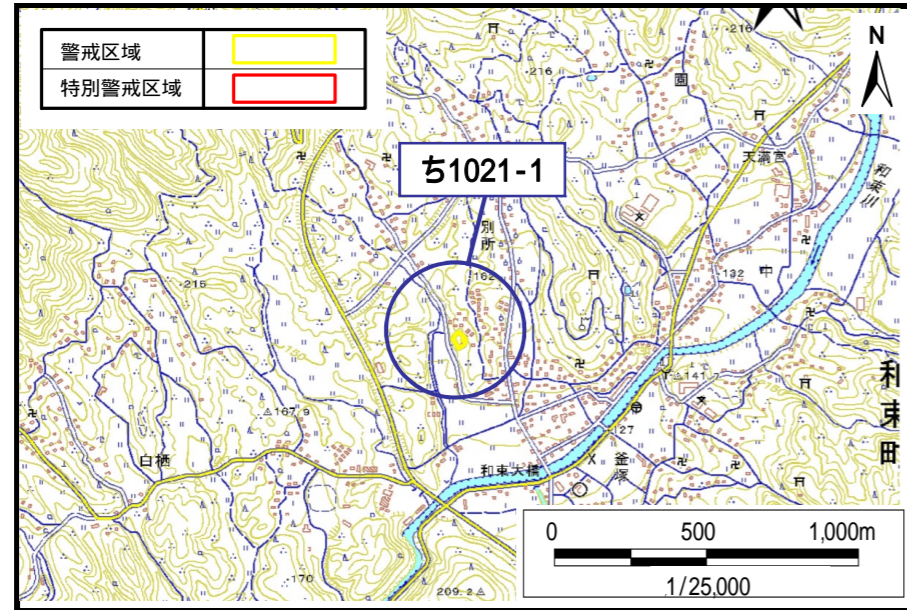 警戒区域
特別警戒区域
N
ち1021-1
・216
・216
天満宮
和束川
別所
162
132
・215
△141.7
和束町
△167.9
127
白栖
和束大橋
釜塚
・170
209.2△
0 500 1,000m
1/25,000